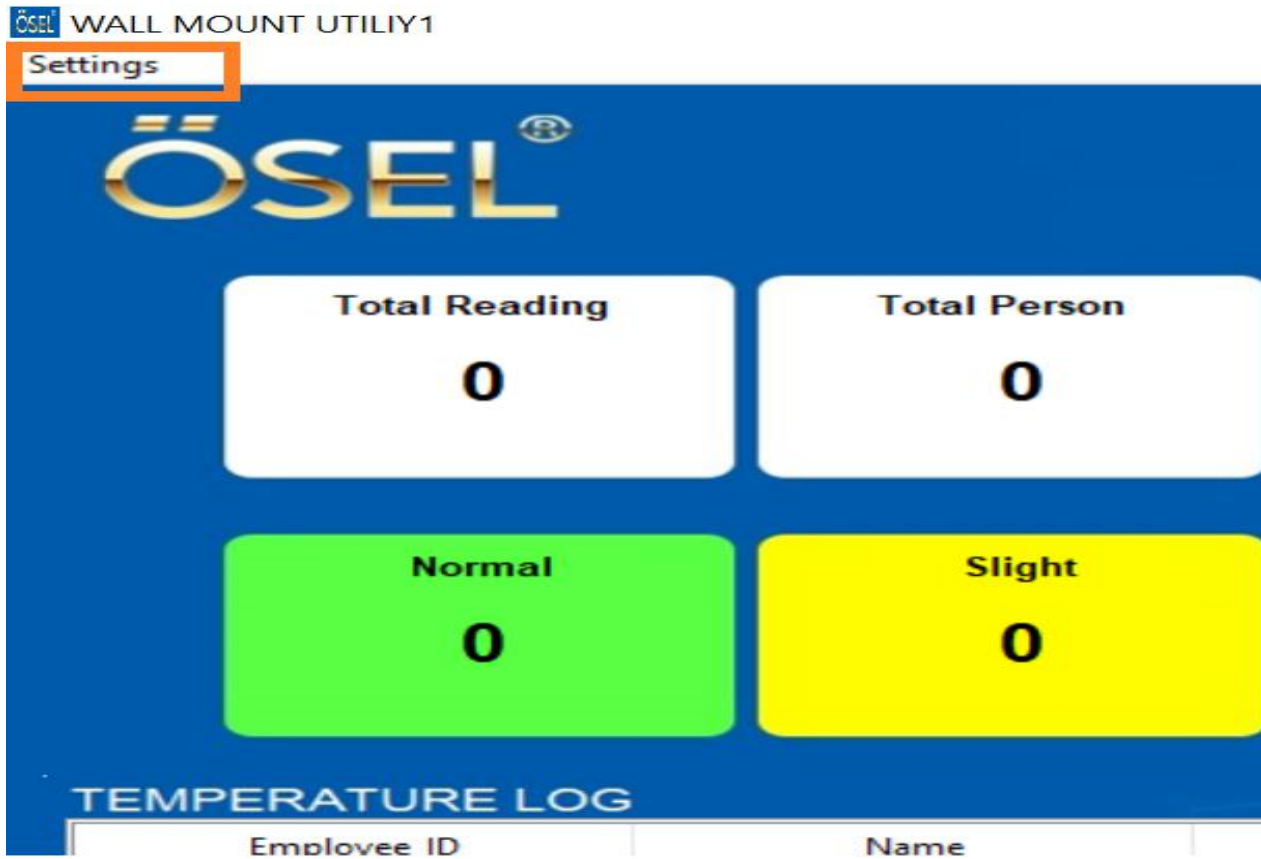 ÖSEL WALL MOUNT UTILIY1
Settings
ÖSEL®
Total Reading
Total Person
0
0
Normal
Slight
0
0
TEMPERATURE LOG
Employee ID
Name